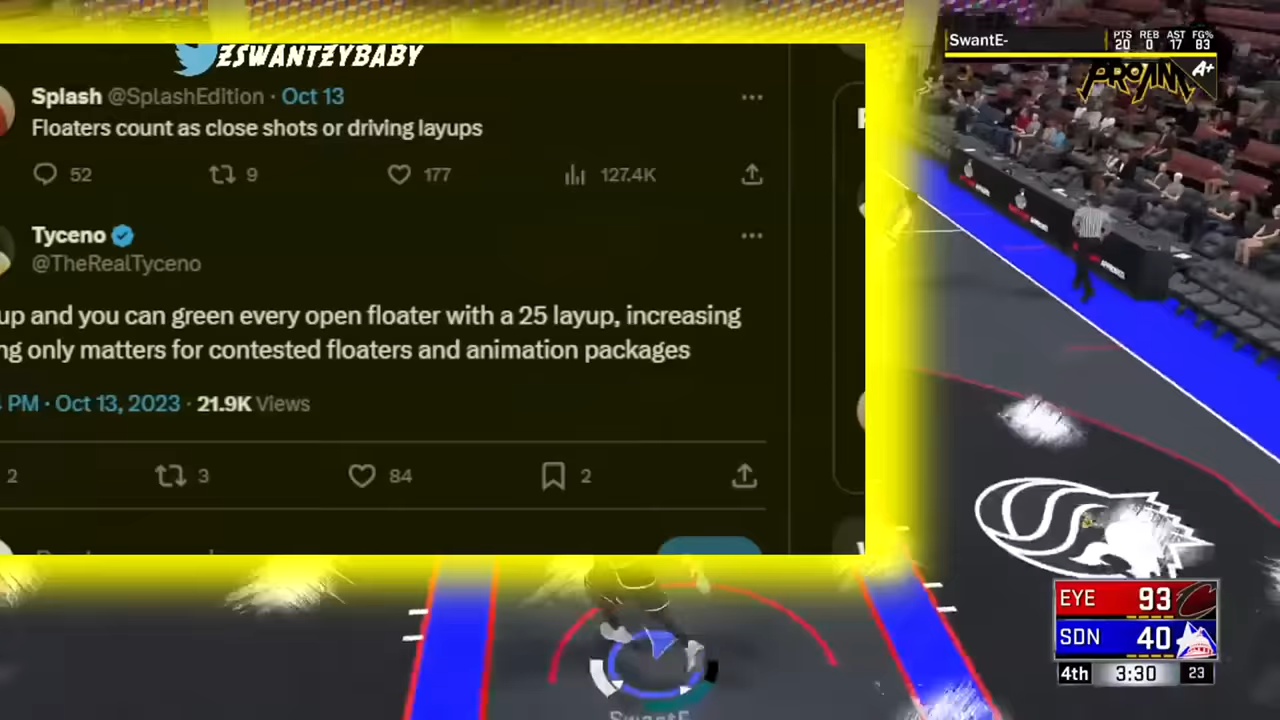 ZSWANTZYBABY
Splash @SplashEdition · Oct 13
Floaters count as close shots or driving layups
52 9 177 127.4K
Tyceno
@TheRealTyceno
up and you can green every open floater with a 25 layup, increasing
ng only matters for contested floaters and animation packages
PM · Oct 13, 2023 · 21.9K Views
2 3 84 2
SwantE-
PTS REB AST FG%
20 0 17 83
PROAM A+
EYE 93
SDN 40
4th 3:30 23
SwantE